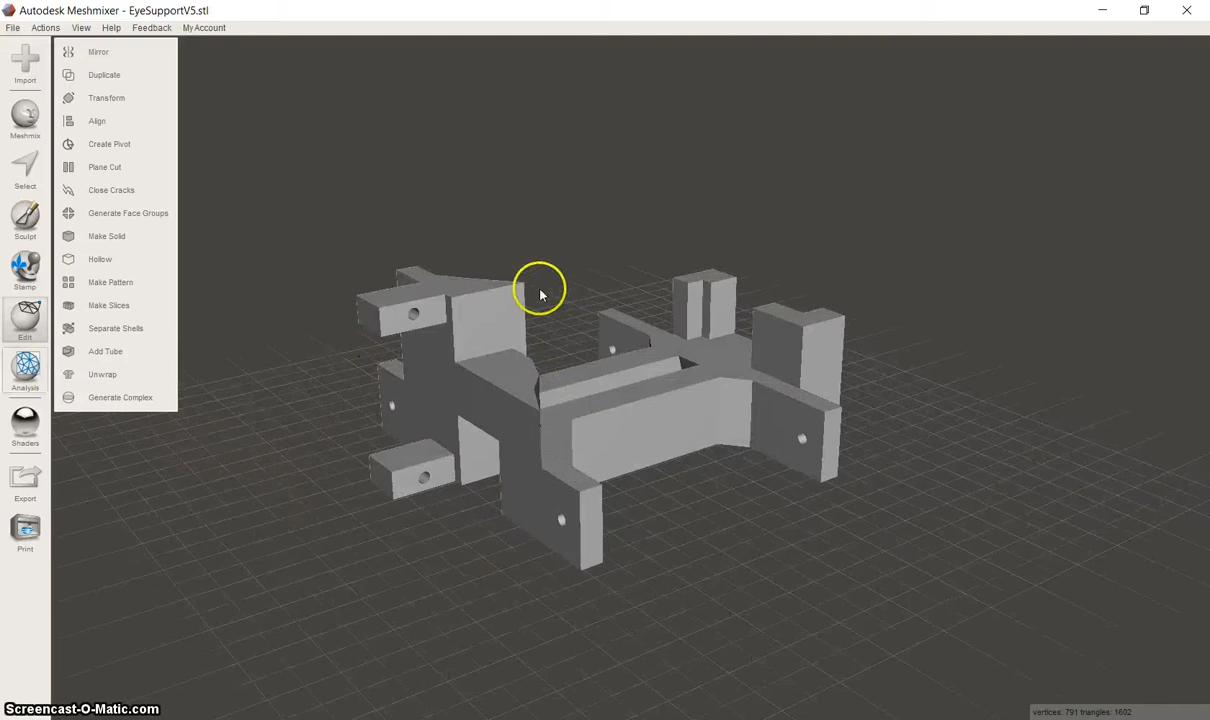 Autodesk Meshmixer - EyeSupportV5.stl
File Actions View Help Feedback My Account
Import
Meshmix
Select
Sculpt
Stamp
Edit
Analysis
Shaders
Export
Print
Mirror
Duplicate
Transform
Align
Create Pivot
Plane Cut
Close Cracks
Generate Face Groups
Make Solid
Hollow
Make Pattern
Make Slices
Separate Shells
Add Tube
Unwrap
Generate Complex
Screencast-O-Matic.com
vertices: 791 triangles: 1602